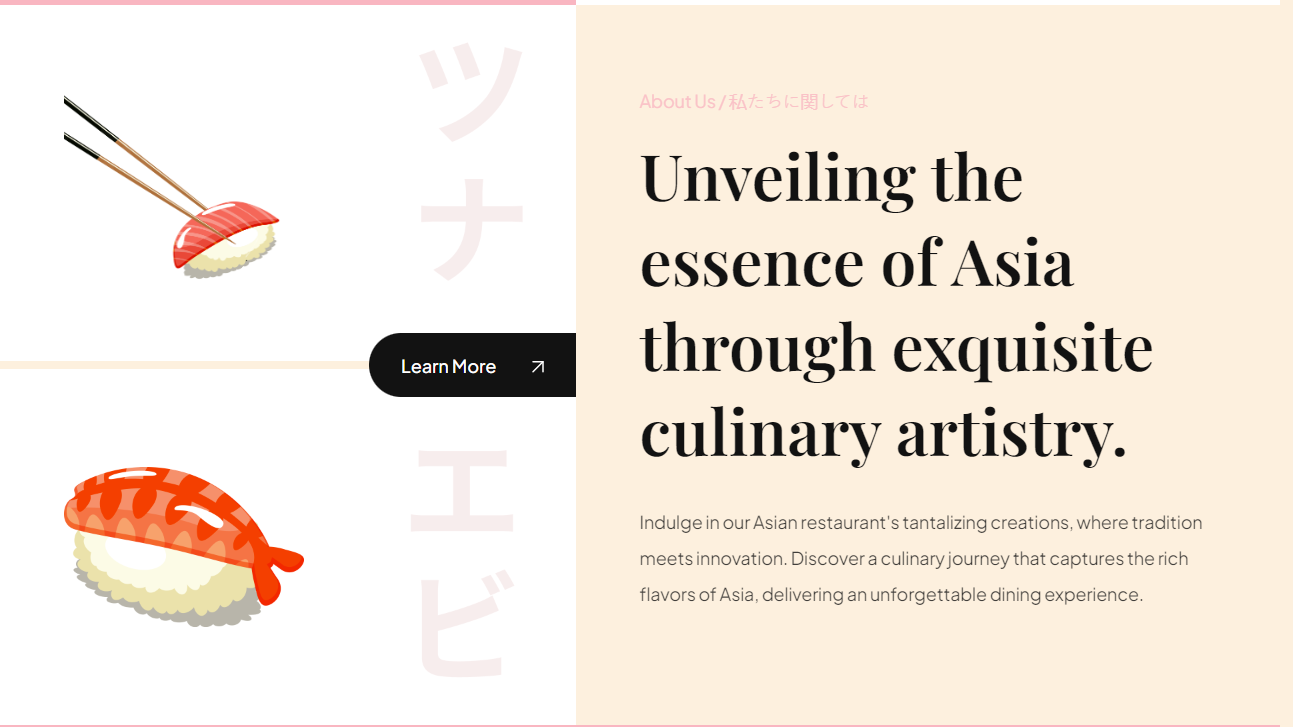 ツナ
Learn More
エビ
About Us / 私たちに関しては
Unveiling the
essence of Asia
through exquisite
culinary artistry.
Indulge in our Asian restaurant's tantalizing creations, where tradition
meets innovation. Discover a culinary journey that captures the rich
flavors of Asia, delivering an unforgettable dining experience.